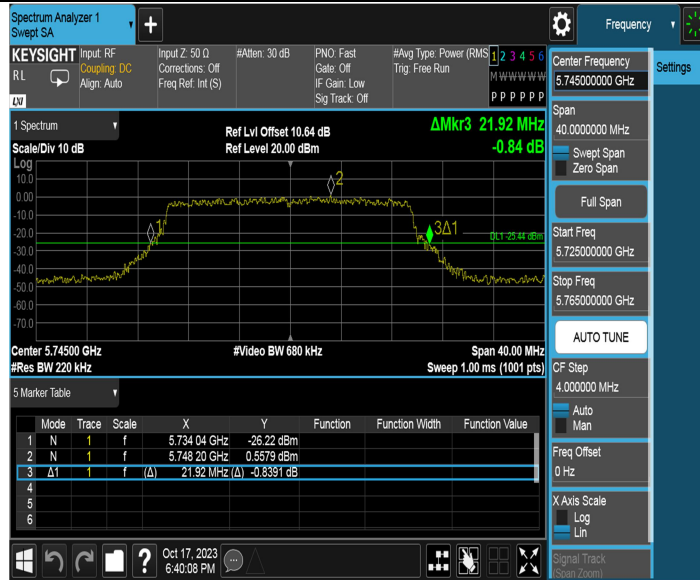 Spectrum Analyzer 1
Swept SA
Frequency
KEYSIGHT
RL
LXI
Input: RF
Coupling: DC
Align: Auto
Input Z: 50 Ω
Corrections: Off
Freq Ref: Int (S)
#Atten: 30 dB
PNO: Fast
Gate: Off
IF Gain: Low
Sig Track: Off
#Avg Type: Power (RMS
Trig: Free Run
1 2 3 4 5 6
M W W W W W
P P P P P P
Center Frequency
5.745000000 GHz
Settings
Span
40.0000000 MHz
Swept Span
Zero Span
Full Span
Start Freq
5.725000000 GHz
Stop Freq
5.765000000 GHz
AUTO TUNE
CF Step
4.000000 MHz
Auto
Man
Freq Offset
0 Hz
X Axis Scale
Log
Lin
Signal Track
(Span Zoom)
1 Spectrum
Scale/Div 10 dB
Ref Lvl Offset 10.64 dB
Ref Level 20.00 dBm
ΔMkr3 21.92 MHz
-0.84 dB
Log
10.0
0.00
-10.0
-20.0
-30.0
-40.0
-50.0
-60.0
-70.0
1
2
3Δ1
DL1 -25.44 dBm
Center 5.74500 GHz
#Video BW 680 kHz
Span 40.00 MHz
#Res BW 220 kHz
Sweep 1.00 ms (1001 pts)
5 Marker Table
Mode Trace Scale X Y Function Function Width Function Value
1 N 1 f 5.734 04 GHz -26.22 dBm
2 N 1 f 5.748 20 GHz 0.5579 dBm
3 Δ1 1 f (Δ) 21.92 MHz (Δ) -0.8391 dB
4
5
6
?
Oct 17, 2023
6:40:08 PM